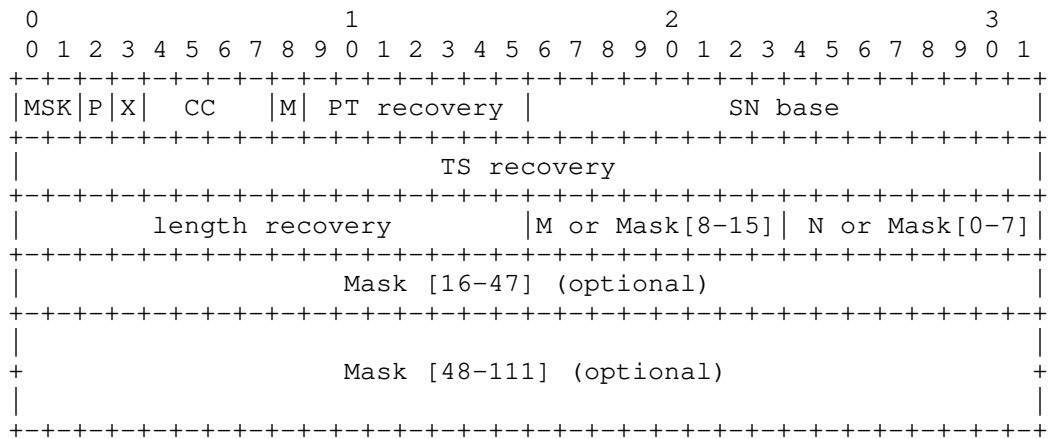 0                   1                   2                   3
 0 1 2 3 4 5 6 7 8 9 0 1 2 3 4 5 6 7 8 9 0 1 2 3 4 5 6 7 8 9 0 1
+-+-+-+-+-+-+-+-+-+-+-+-+-+-+-+-+-+-+-+-+-+-+-+-+-+-+-+-+-+-+-+-+
|MSK|P|X|  CC   |M| PT recovery |            SN base            |
+-+-+-+-+-+-+-+-+-+-+-+-+-+-+-+-+-+-+-+-+-+-+-+-+-+-+-+-+-+-+-+-+
|                          TS recovery                          |
+-+-+-+-+-+-+-+-+-+-+-+-+-+-+-+-+-+-+-+-+-+-+-+-+-+-+-+-+-+-+-+-+
|        length recovery        |M or Mask[8-15]| N or Mask[0-7]|
+-+-+-+-+-+-+-+-+-+-+-+-+-+-+-+-+-+-+-+-+-+-+-+-+-+-+-+-+-+-+-+-+
|                    Mask [16-47] (optional)                    |
+-+-+-+-+-+-+-+-+-+-+-+-+-+-+-+-+-+-+-+-+-+-+-+-+-+-+-+-+-+-+-+-+
|                                                               |
+                    Mask [48-111] (optional)                   +
|                                                               |
+-+-+-+-+-+-+-+-+-+-+-+-+-+-+-+-+-+-+-+-+-+-+-+-+-+-+-+-+-+-+-+-+